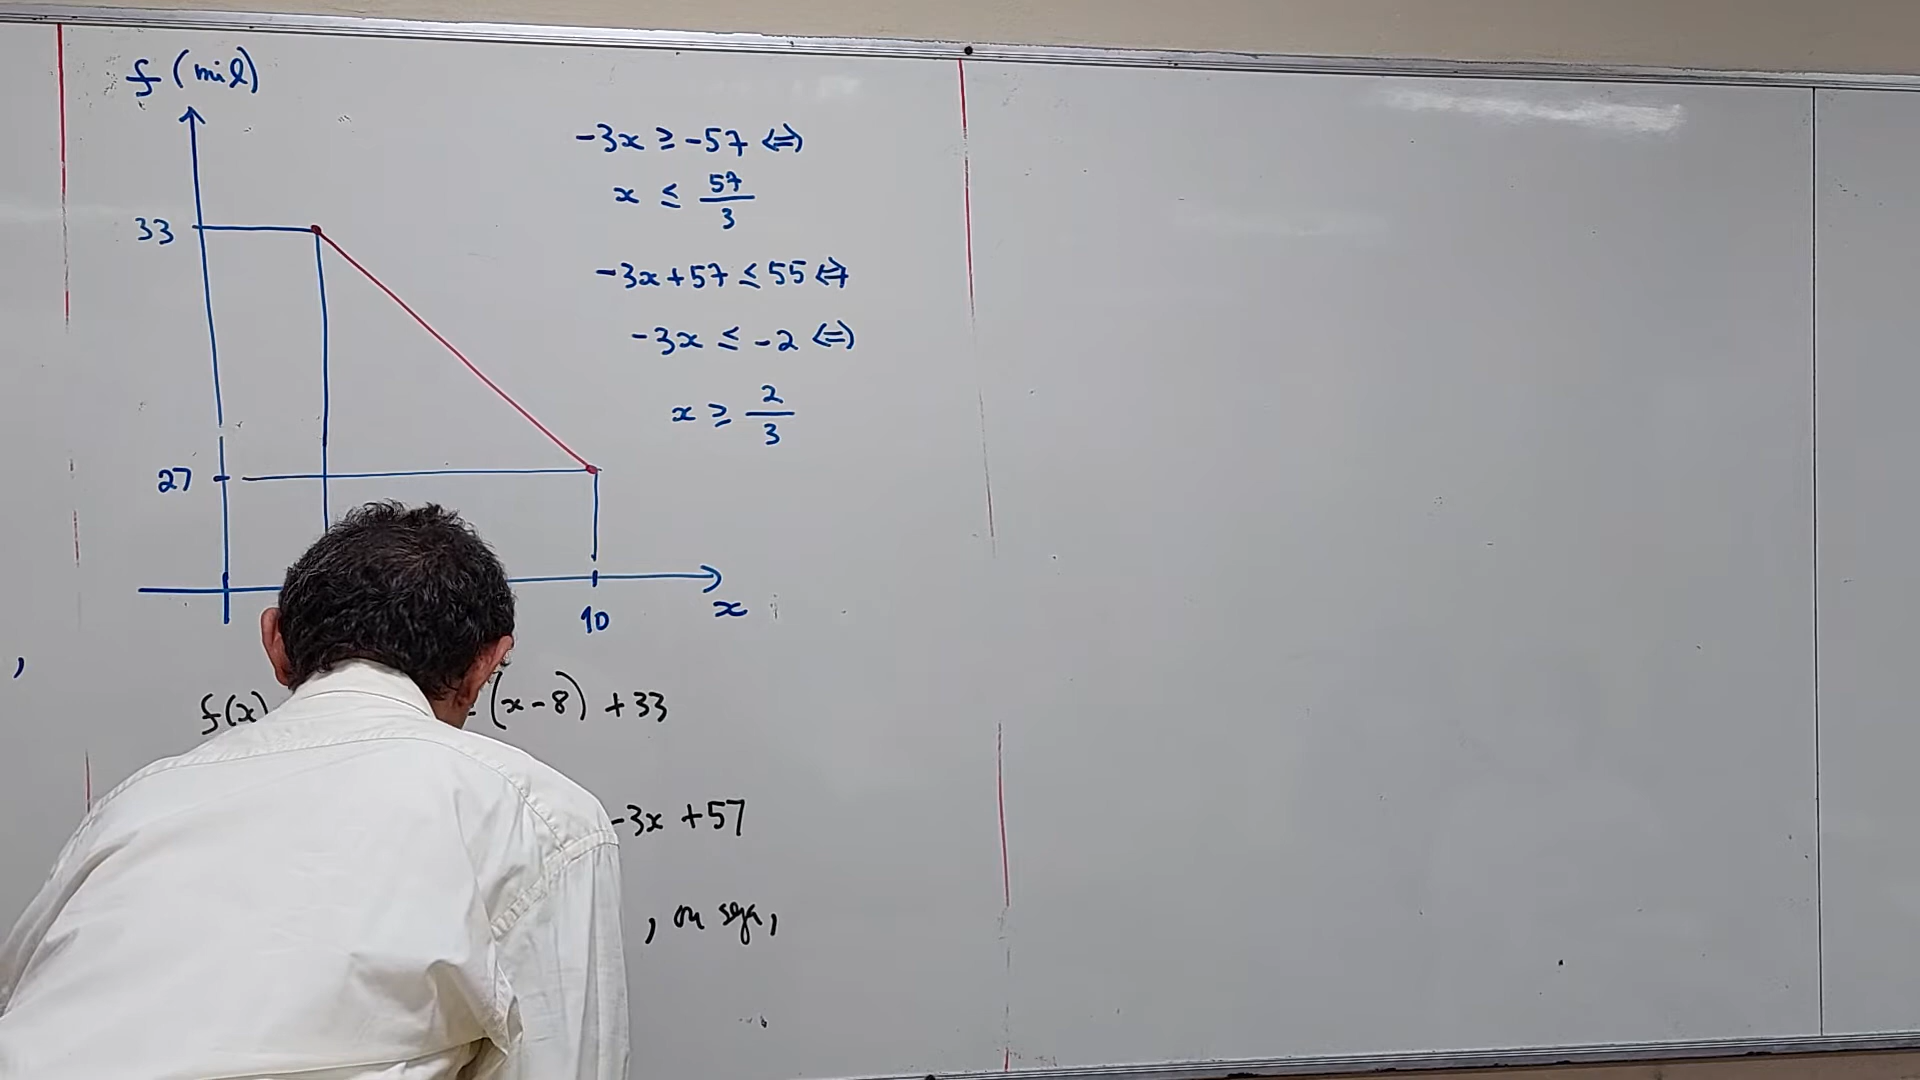 f (mil)
33
27
10
x
-3x ≥ -57 ⇔
x ≤ 57/3
-3x + 57 ≤ 55 ⇔
-3x ≤ -2 ⇔
x ≥ 2/3
,
f(x)
(x - 8) + 33
-3x + 57
, ou seja,